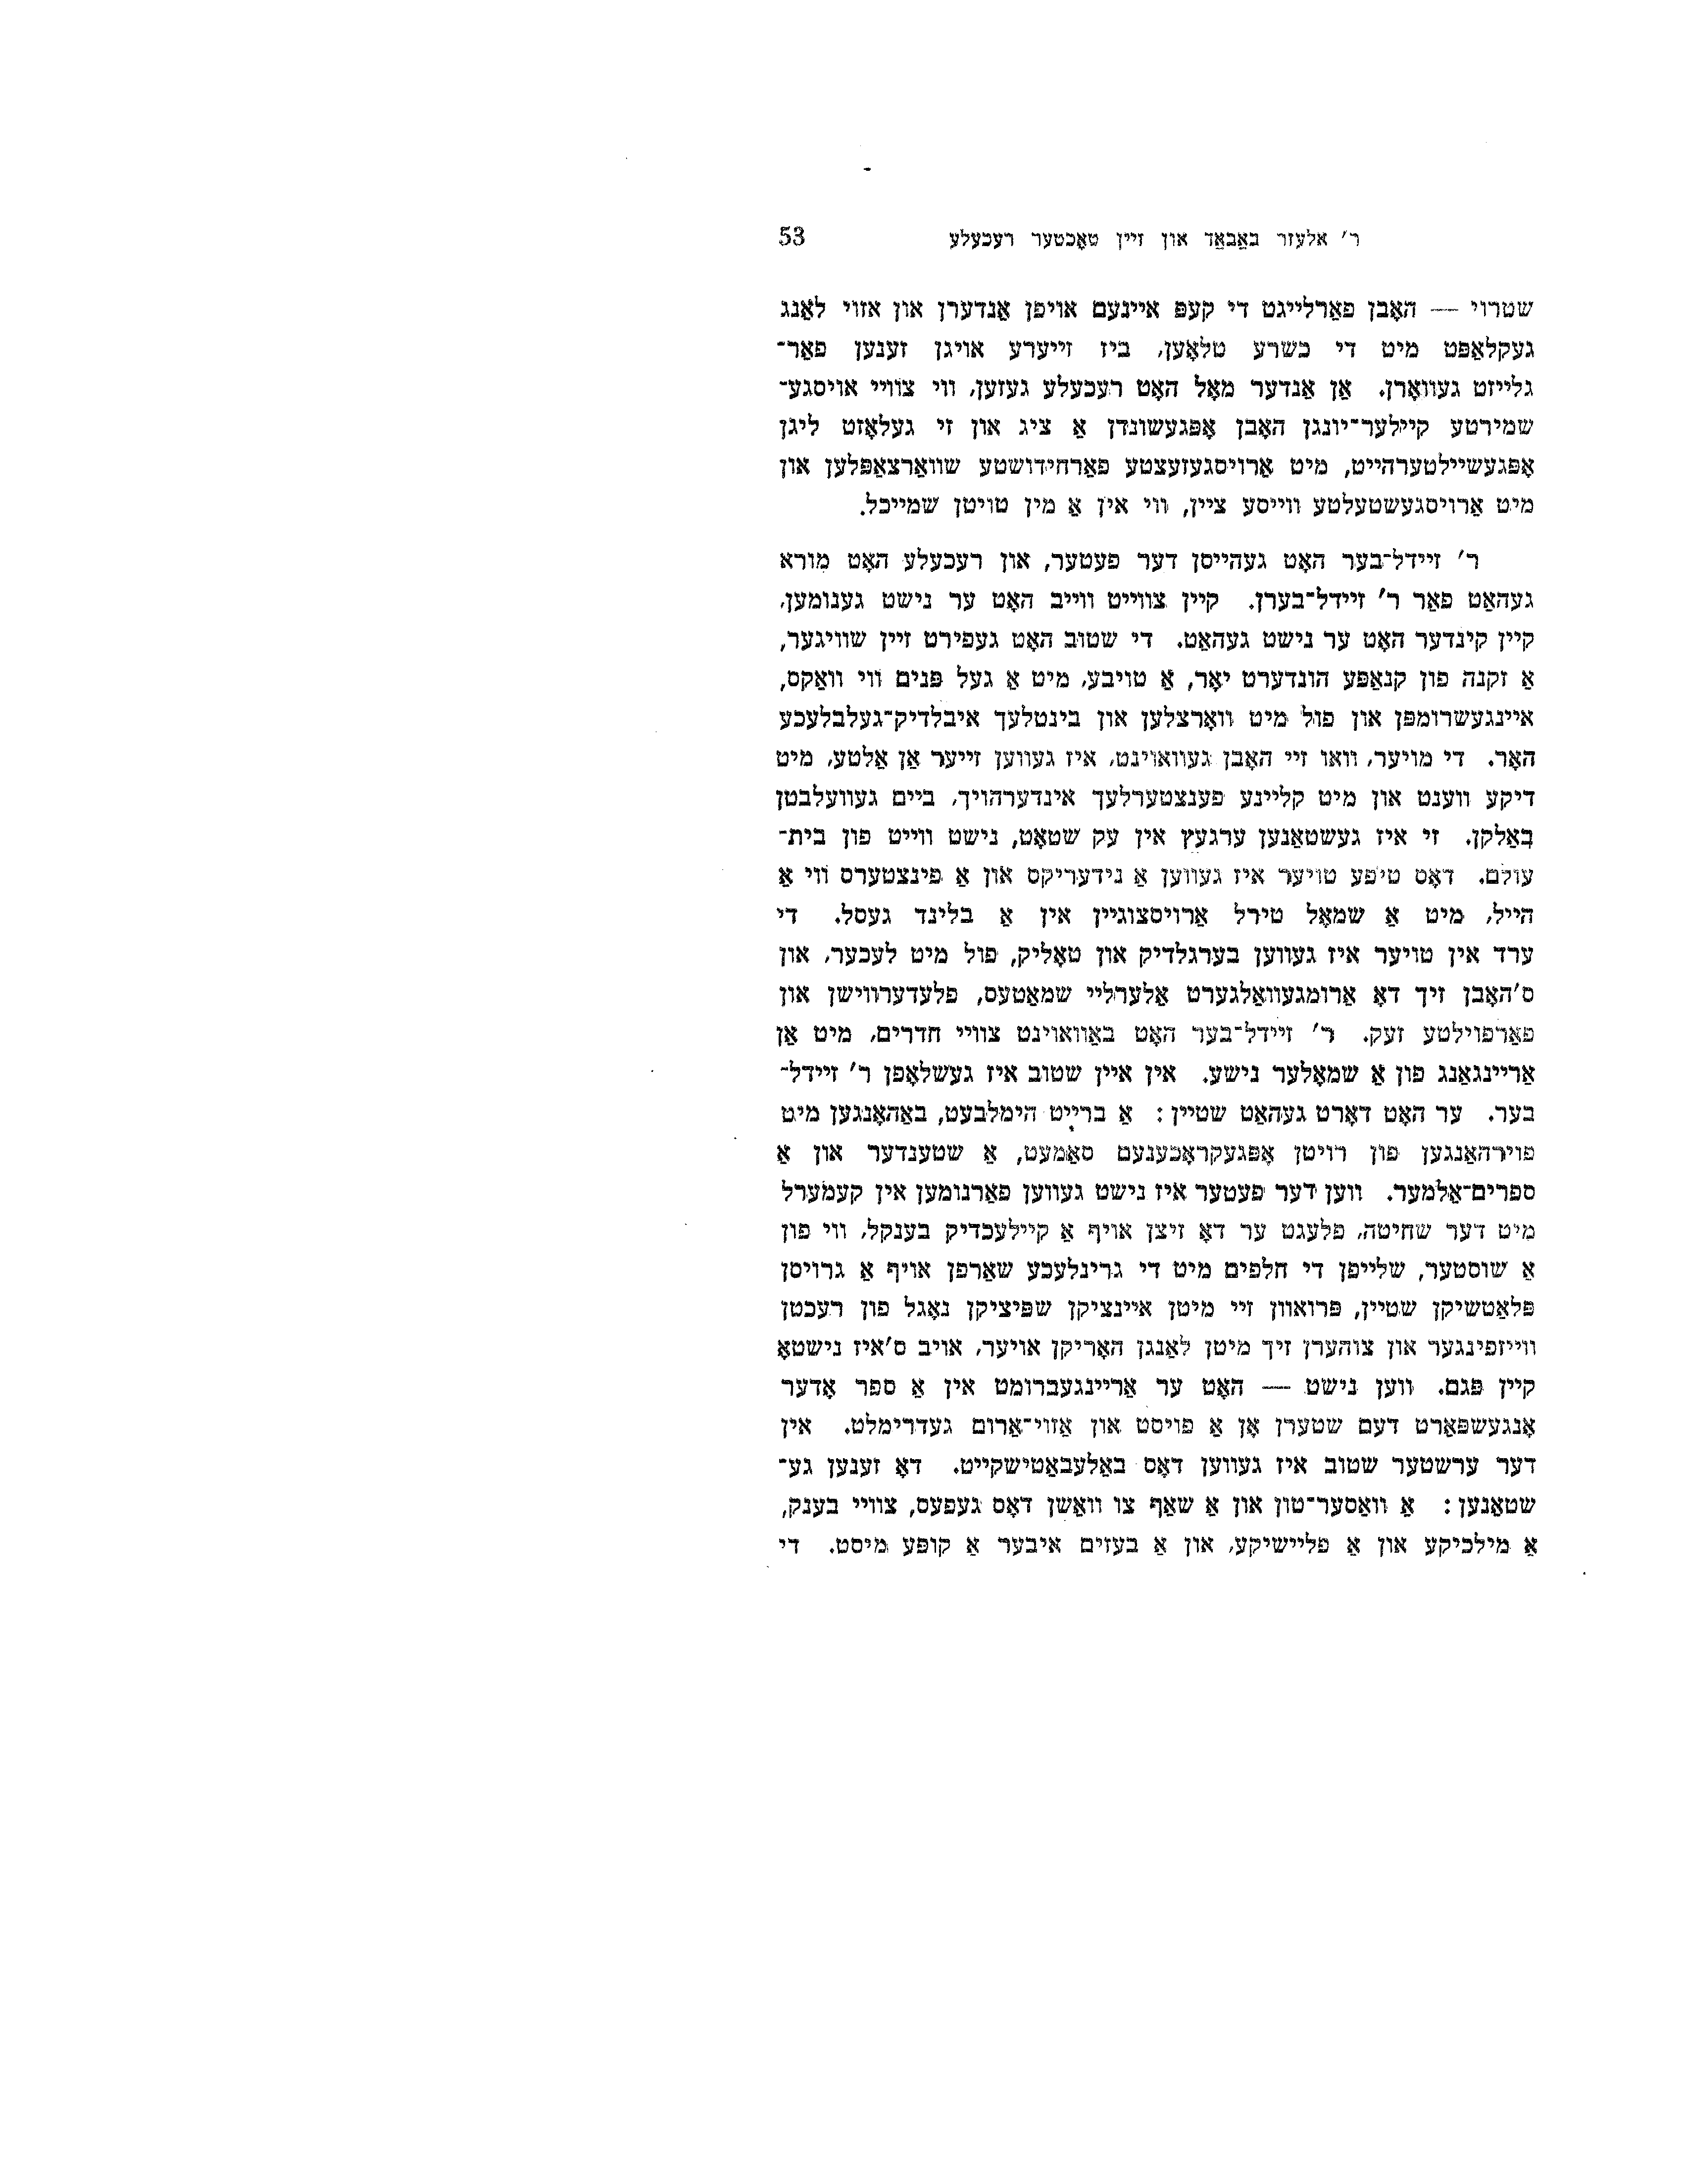 ר׳ אלעזר באַבאַד און זיין טאָכטער רעכעלע 53
שטרוי — האָבן פאַרלייגט די קעפּ איינעם אויפן אַנדערן און אזוי לאַנג
געקלאַפּט מיט די כשרע טלאָען, ביז זייערע אויגן זענען פאַר־
גלייזט געוואָרן. אַן אַנדער מאָל האָט רעכעלע געזען, ווי צוויי אויסגע־
שמירטע קיילער־יונגן האָבן אָפּגעשונדן אַ ציג און זי געלאָזט ליגן
אָפּגעשיילטערהייט, מיט אַרויסגעזעצטע פאַרחידושטע שוואַרצאַפּלען און
מיט אַרויסגעשטעלטע ווייסע ציין, ווי אין אַ מין טויטן שמייכל.
ר׳ זיידל־בער האָט געהייסן דער פעטער, און רעכעלע האָט מורא
געהאַט פאַר ר׳ זיידל־בערן. קיין צווייט ווייב האָט ער נישט גענומען,
קיין קינדער האָט ער נישט געהאַט. די שטוב האָט געפירט זיין שוויגער,
אַ זקנה פון קנאַפּע הונדערט יאָר, אַ טויבע, מיט אַ געל פּנים ווי וואַקס,
איינגעשרומפּן און פול מיט וואָרצלען און בינטלעך איבלדיק־געלבלעכע
האָר. די מויער, וואו זיי האָבן געוואוינט, איז געווען זייער אַן אַלטע, מיט
דיקע ווענט און מיט קליינע פענצטערלעך אינדערהויך, ביים געוועלבטן
באַלקן. זי איז געשטאַנען ערגעץ אין עק שטאָט, נישט ווייט פון בית־
עולם. דאָס טיפע טויער איז געווען אַ נידעריקס און אַ פינצטערס ווי אַ
הייל, מיט אַ שמאָל טירל אַרויסצוגיין אין אַ בלינד געסל. די
ערד אין טויער איז געווען בערגלדיק און טאָליק, פול מיט לעכער, און
ס׳האָבן זיך דאָ אַרומגעוואַלגערט אַלערליי שמאַטעס, פלעדערווישן און
פאַרפוילטע זעק. ר׳ זיידל־בער האָט באַוואוינט צוויי חדרים, מיט אַן
אַריינגאַנג פון אַ שמאָלער נישע. אין איין שטוב איז געשלאָפן ר׳ זיידל־
בער. ער האָט דאָרט געהאַט שטיין: אַ ברייט הימלבעט, באַהאָנגען מיט
פוירהאַנגען פון רויטן אָפּגעקראָכענעם סאַמעט, אַ שטענדער און אַ
ספרים־אַלמער. ווען דער פעטער איז נישט געווען פאַרנומען אין קעמערל
מיט דער שחיטה, פלעגט ער דאָ זיצן אויף אַ קיילעכדיק בענקל, ווי פון
אַ שוסטער, שלייפן די חלפים מיט די גרינלעכע שאַרפן אויף אַ גרויסן
פּלאַטשיקן שטיין, פּרואוון זיי מיטן איינציקן שפּיציקן נאָגל פון רעכטן
ווייזפינגער און צוהערן זיך מיטן לאַנגן האָריקן אויער, אויב ס׳איז נישטאָ
קיין פּגם. ווען נישט — האָט ער אַריינגעברומט אין אַ ספר אָדער
אָנגעשפּאַרט דעם שטערן אָן אַ פויסט און אַזוי־אַרום געדרימלט. אין
דער ערשטער שטוב איז געווען דאָס באַלעבאַטישקייט. דאָ זענען גע־
שטאַנען: אַ וואַסער־טון און אַ שאַף צו וואַשן דאָס געפעס, צוויי בענק,
אַ מילכיקע און אַ פליישיקע, און אַ בעזים איבער אַ קופּע מיסט. די